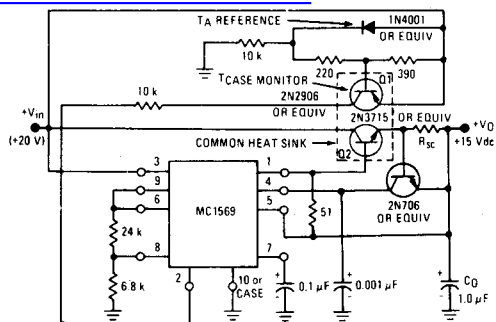 TA REFERENCE
1N4001
OR EQUIV
10 k
TCASE MONITOR
220
390
Q1
10 k
2N2906
OR EQUIV
OR EQUIV
+Vin
(+20 V)
2N3715
RSC
+VO
+15 Vdc
COMMON HEAT SINK
Q2
3
1
9
4
2N706
OR EQUIV
6
5
MC1569
51
24 k
8
7
6.8 k
2
10 or
CASE
+
0.1 µF
+
0.001 µF
+
CO
1.0 µF